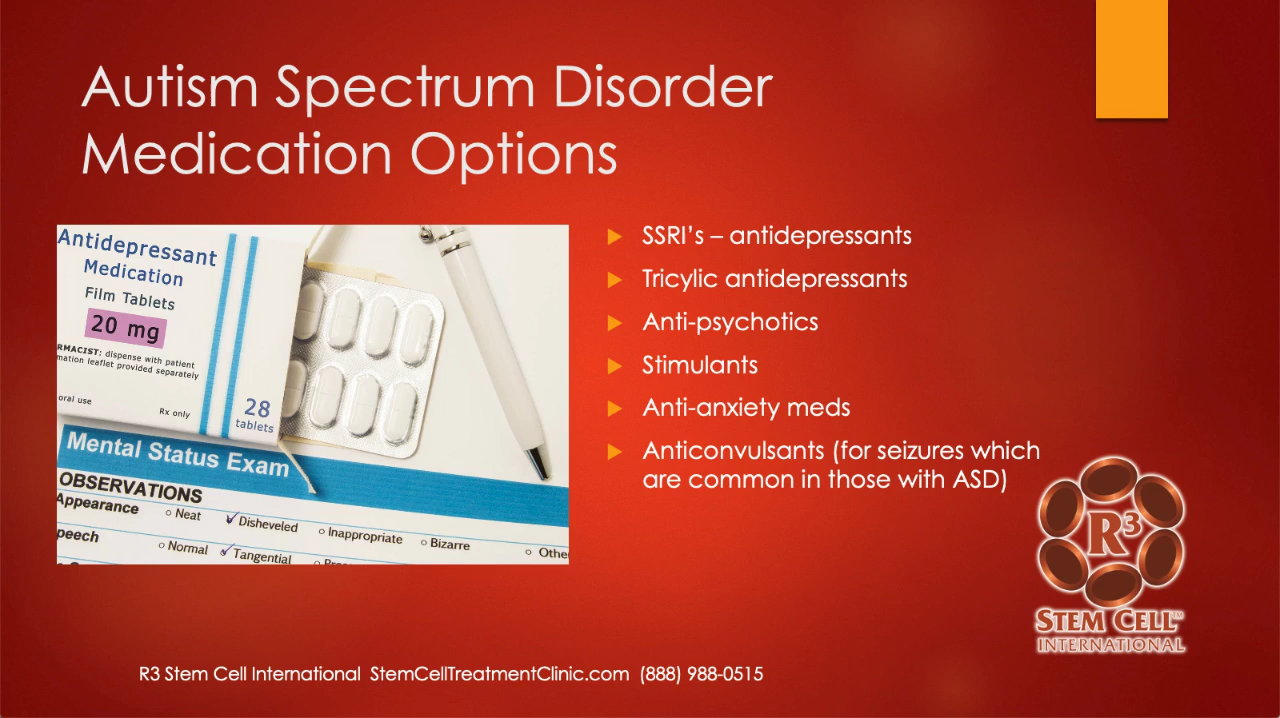 Autism Spectrum Disorder
Medication Options
Antidepressant
Medication
Film Tablets
20 mg
RMACIST: dispense with patient
mation leaflet provided separately
oral use
Rx only
28
tablets
Mental Status Exam
OBSERVATIONS
Appearance ○ Neat Disheveled ○ Inappropriate ○ Bizarre ○ Othe
peech ○ Normal Tangential
SSRI's – antidepressants
Tricylic antidepressants
Anti-psychotics
Stimulants
Anti-anxiety meds
Anticonvulsants (for seizures which
are common in those with ASD)
R3
STEM CELL™
INTERNATIONAL
R3 Stem Cell International StemCellTreatmentClinic.com (888) 988-0515